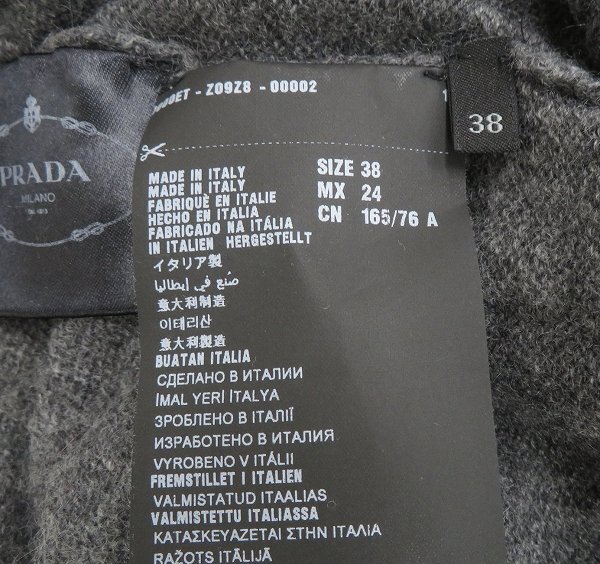 PRADA
MILANO
Z09Z8 - 00002
38
MADE IN ITALY
MADE IN ITALY
FABRIQUÉ EN ITALIE
HECHO EN ITALIA
FABRICADO NA ITÁLIA
IN ITALIEN HERGESTELLT
イタリア製
صنع في إيطاليا
意大利制造
이테리산
意大利製造
BUATAN ITALIA
СДЕЛАНО В ИТАЛИИ
İMAL YERİ İTALYA
ЗРОБЛЕНО В ІТАЛІЇ
ИЗРАБОТЕНО В ИТАЛИЯ
VYROBENO V ITÁLII
FREMSTILLET I ITALIEN
VALMISTATUD ITAALIAS
VALMISTETTU ITALIASSA
ΚΑΤΑΣΚΕΥΑΖΕΤΑΙ ΣΤΗΝ ΙΤΑΛΙΑ
RAŽOTS ITĀLIJĀ
SIZE 38
MX 24
CN 165/76 A